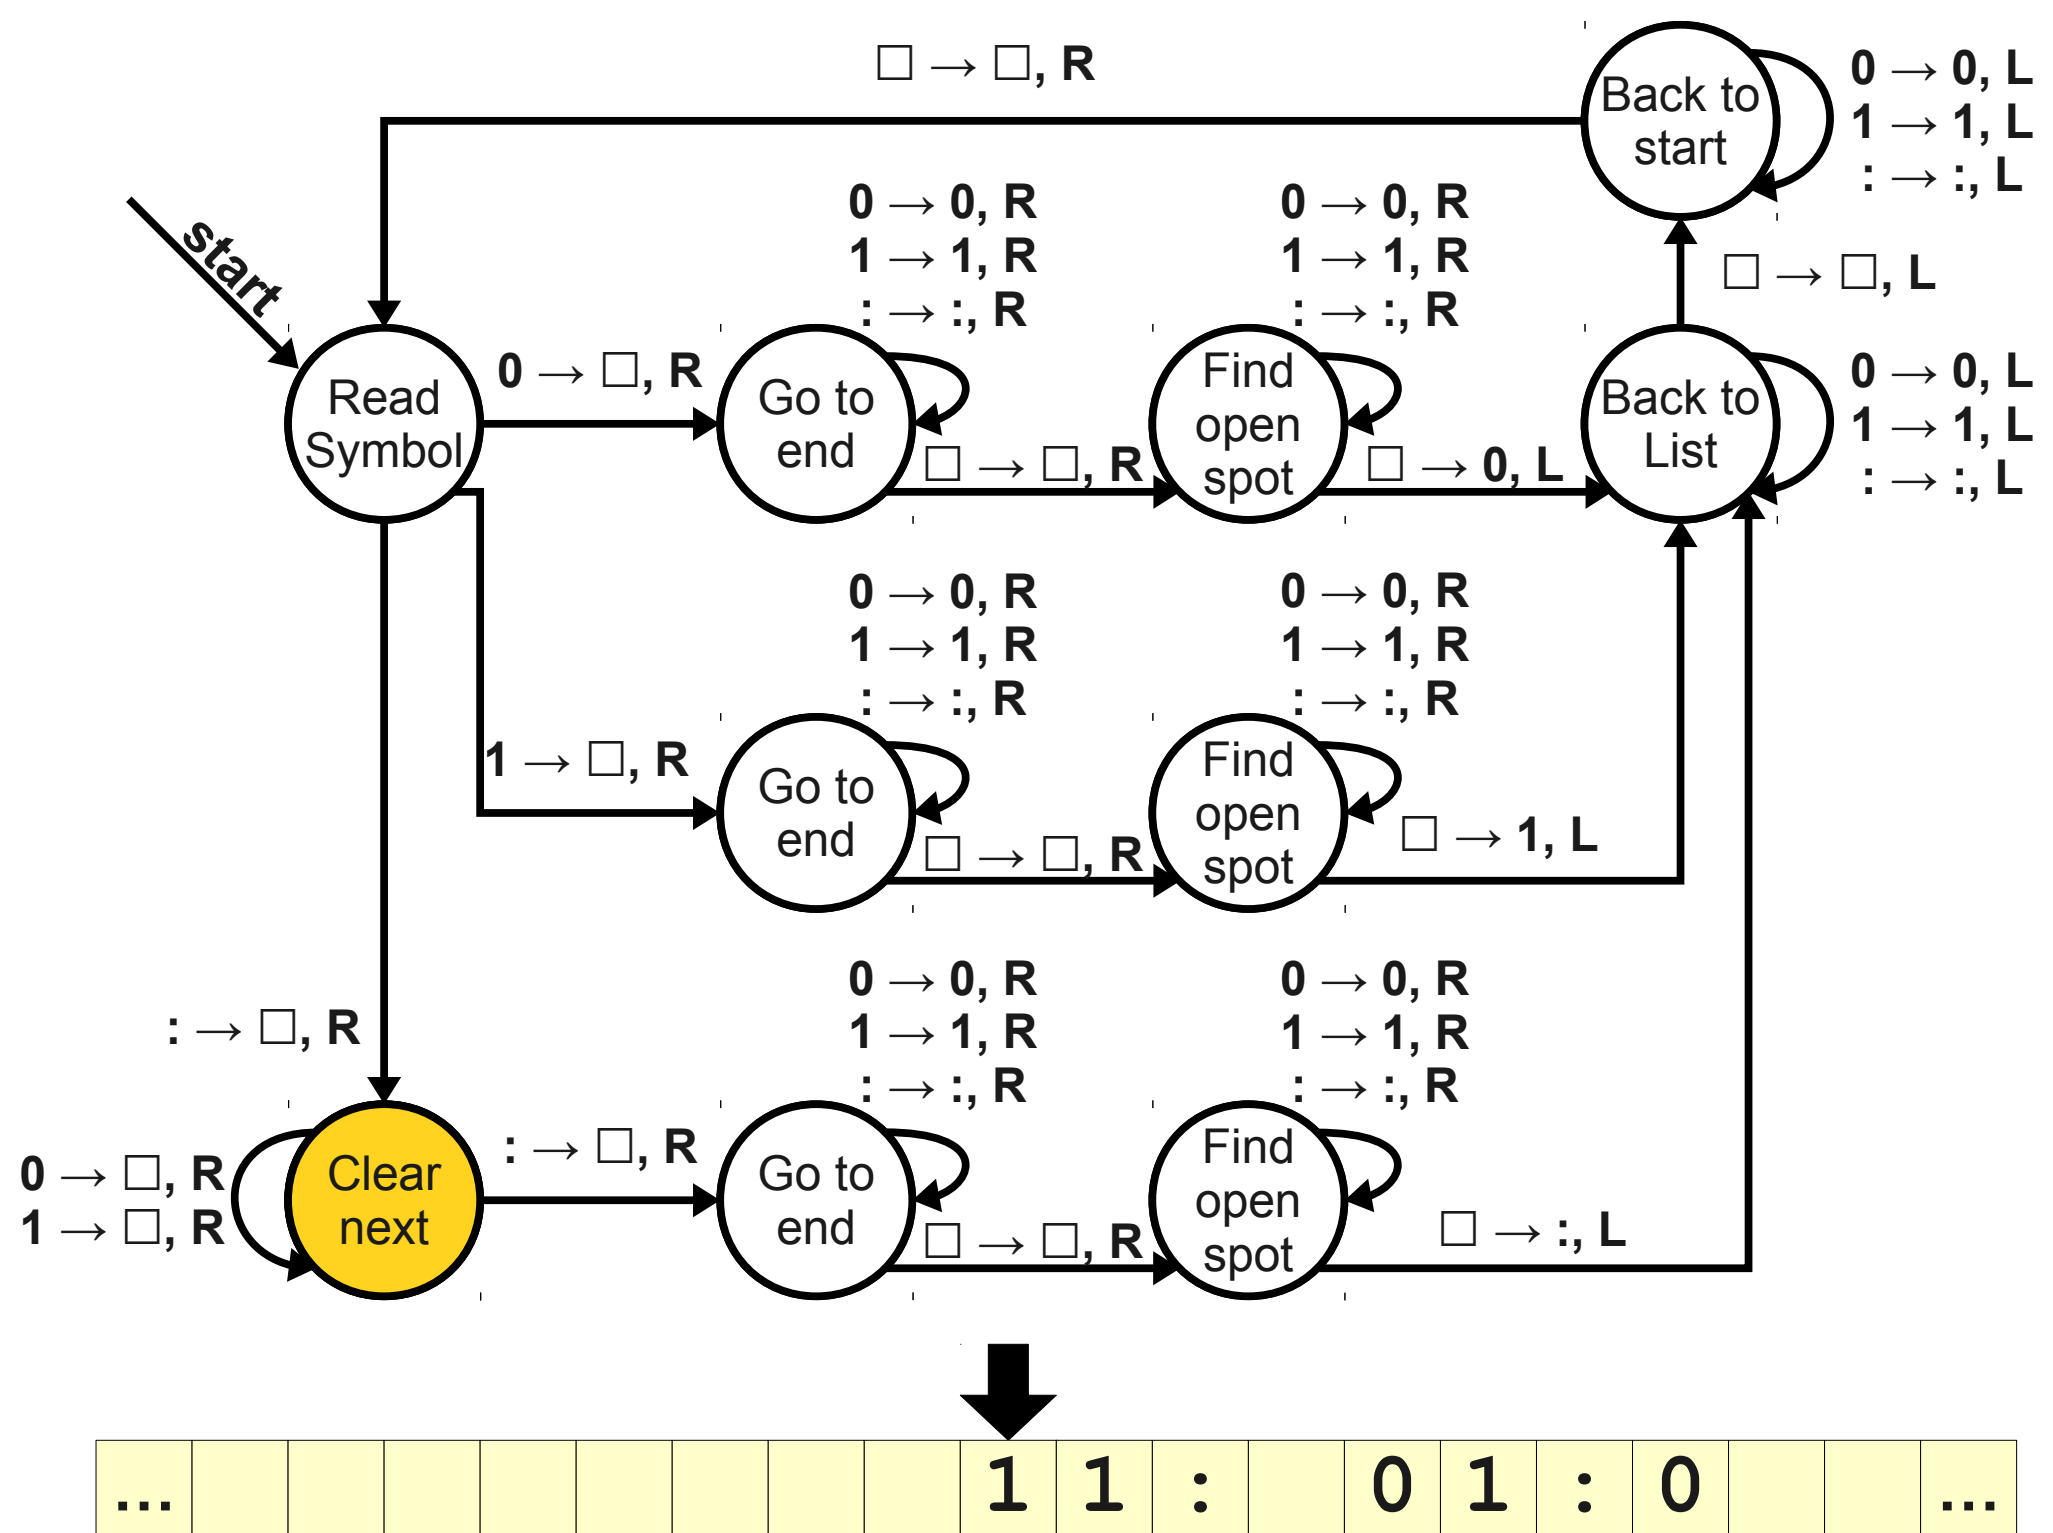 □ → □, R
Back to
start
0 → 0, L
1 → 1, L
: → :, L
start
0 → 0, R
1 → 1, R
: → :, R
0 → 0, R
1 → 1, R
: → :, R
□ → □, L
Read
Symbol
0 → □, R
Go to
end
□ → □, R
Find
open
spot
□ → 0, L
Back to
List
0 → 0, L
1 → 1, L
: → :, L
0 → 0, R
1 → 1, R
: → :, R
0 → 0, R
1 → 1, R
: → :, R
1 → □, R
Go to
end
□ → □, R
Find
open
spot
□ → 1, L
: → □, R
0 → 0, R
1 → 1, R
: → :, R
0 → 0, R
1 → 1, R
: → :, R
0 → □, R
1 → □, R
Clear
next
: → □, R
Go to
end
□ → □, R
Find
open
spot
□ → :, L
... 1 1 : 0 1 : 0 ...